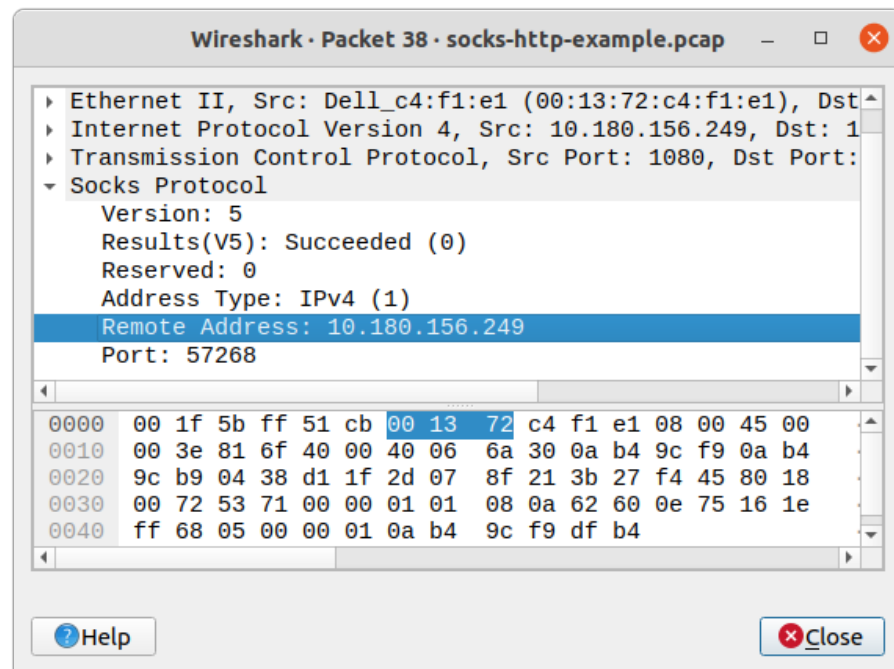 Wireshark · Packet 38 · socks-http-example.pcap
Ethernet II, Src: Dell_c4:f1:e1 (00:13:72:c4:f1:e1), Dst
Internet Protocol Version 4, Src: 10.180.156.249, Dst: 1
Transmission Control Protocol, Src Port: 1080, Dst Port:
Socks Protocol
Version: 5
Results(V5): Succeeded (0)
Reserved: 0
Address Type: IPv4 (1)
Remote Address: 10.180.156.249
Port: 57268
0000 00 1f 5b ff 51 cb 00 13 72 c4 f1 e1 08 00 45 00
0010 00 3e 81 6f 40 00 40 06 6a 30 0a b4 9c f9 0a b4
0020 9c b9 04 38 d1 1f 2d 07 8f 21 3b 27 f4 45 80 18
0030 00 72 53 71 00 00 01 01 08 0a 62 60 0e 75 16 1e
0040 ff 68 05 00 00 01 0a b4 9c f9 df b4
Help
Close